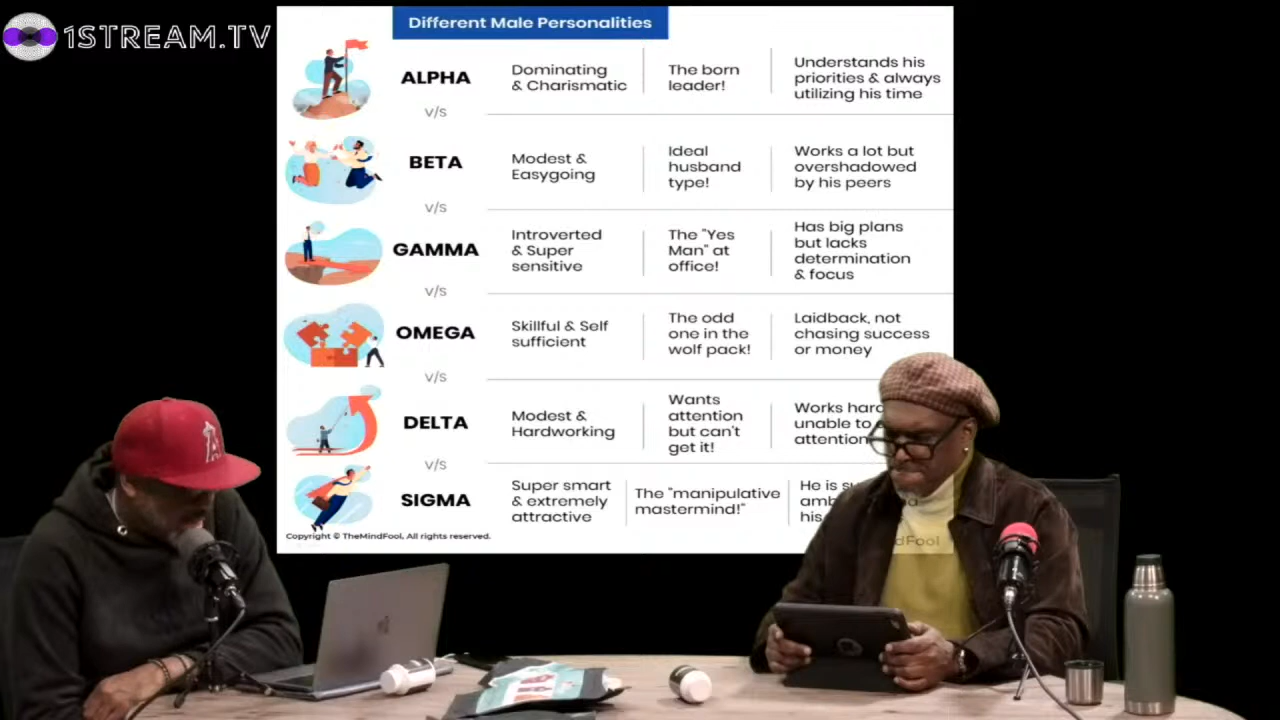 1STREAM.TV
Different Male Personalities
ALPHA
Dominating
& Charismatic
The born
leader!
Understands his
priorities & always
utilizing his time
v/s
BETA
Modest &
Easygoing
Ideal
husband
type!
Works a lot but
overshadowed
by his peers
v/s
GAMMA
Introverted
& Super
sensitive
The "Yes
Man" at
office!
Has big plans
but lacks
determination
& focus
v/s
OMEGA
Skillful & Self
sufficient
The odd
one in the
wolf pack!
Laidback, not
chasing success
or money
v/s
DELTA
Modest &
Hardworking
Wants
attention
but can't
get it!
Works hard
unable to
attention
v/s
SIGMA
Super smart
& extremely
attractive
The "manipulative
mastermind!"
He is
his
Copyright © TheMindFool, All rights reserved.
A